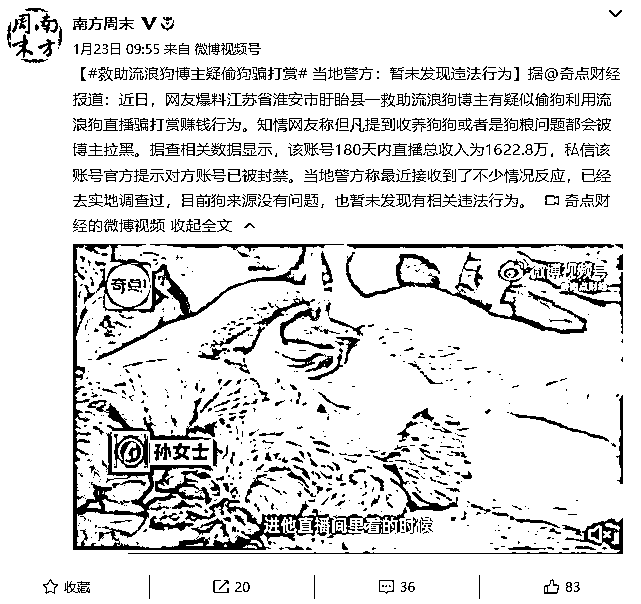 南方周末
南方周末
1月23日 09:55 来自 微博视频号
【#救助流浪狗博主疑偷狗骗打赏# 当地警方：暂未发现违法行为】据@奇点财经
报道：近日，网友爆料江苏省淮安市盱眙县一救助流浪狗博主有疑似偷狗利用流
浪狗直播骗打赏赚钱行为。知情网友称但凡提到收养狗狗或者是狗粮问题都会被
博主拉黑。据查相关数据显示，该账号180天内直播总收入为1622.8万，私信该
账号官方提示对方账号已被封禁。当地警方称最近接收到了不少情况反应，已经
去实地调查过，目前狗来源没有问题，也暂未发现有相关违法行为。 奇点财
经的微博视频 收起全文
奇点
微博视频号
奇点财经
孙女士
进他直播间里看的时候
收藏 20 36 83